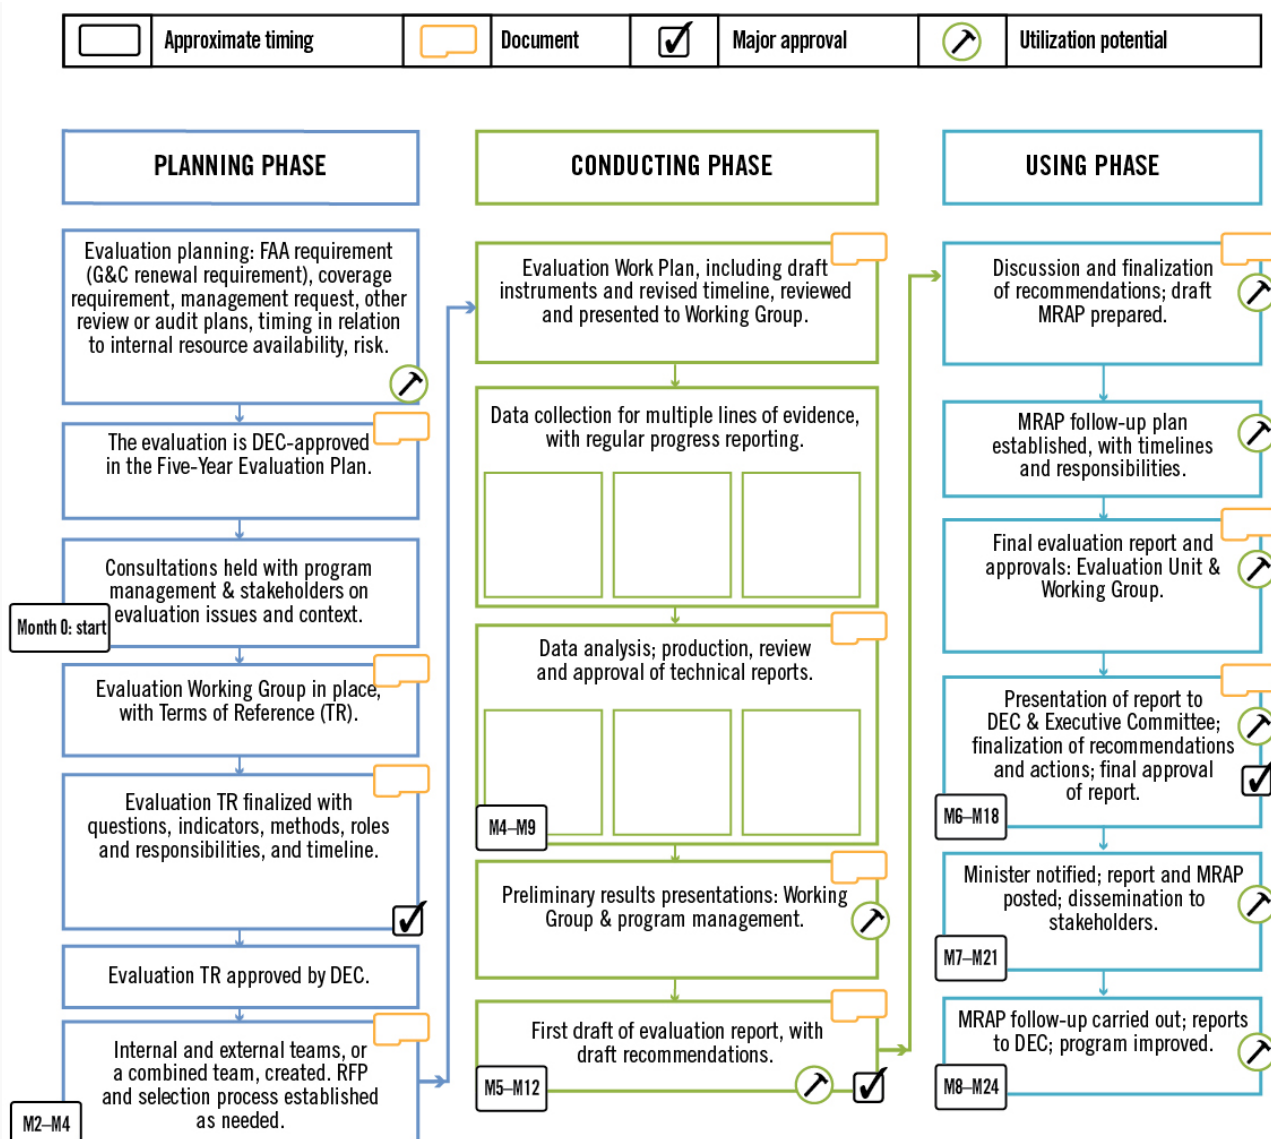 Approximate timing
Document
Major approval
Utilization potential
PLANNING PHASE
Evaluation planning: FAA requirement
(G&C renewal requirement), coverage
requirement, management request, other
review or audit plans, timing in relation
to internal resource availability, risk.
The evaluation is DEC-approved
in the Five-Year Evaluation Plan.
Consultations held with program
management & stakeholders on
evaluation issues and context.
Month 0: start
Evaluation Working Group in place,
with Terms of Reference (TR).
Evaluation TR finalized with
questions, indicators, methods, roles
and responsibilities, and timeline.
Evaluation TR approved by DEC.
Internal and external teams, or
a combined team, created. RFP
and selection process established
as needed.
M2–M4
CONDUCTING PHASE
Evaluation Work Plan, including draft
instruments and revised timeline, reviewed
and presented to Working Group.
Data collection for multiple lines of evidence,
with regular progress reporting.
Data analysis; production, review
and approval of technical reports.
M4–M9
Preliminary results presentations: Working
Group & program management.
First draft of evaluation report, with
draft recommendations.
M5–M12
USING PHASE
Discussion and finalization
of recommendations; draft
MRAP prepared.
MRAP follow-up plan
established, with timelines
and responsibilities.
Final evaluation report and
approvals: Evaluation Unit &
Working Group.
Presentation of report to
DEC & Executive Committee;
finalization of recommendations
and actions; final approval
of report.
M6–M18
Minister notified; report and MRAP
posted; dissemination to
stakeholders.
M7–M21
MRAP follow-up carried out; reports
to DEC; program improved.
M8–M24